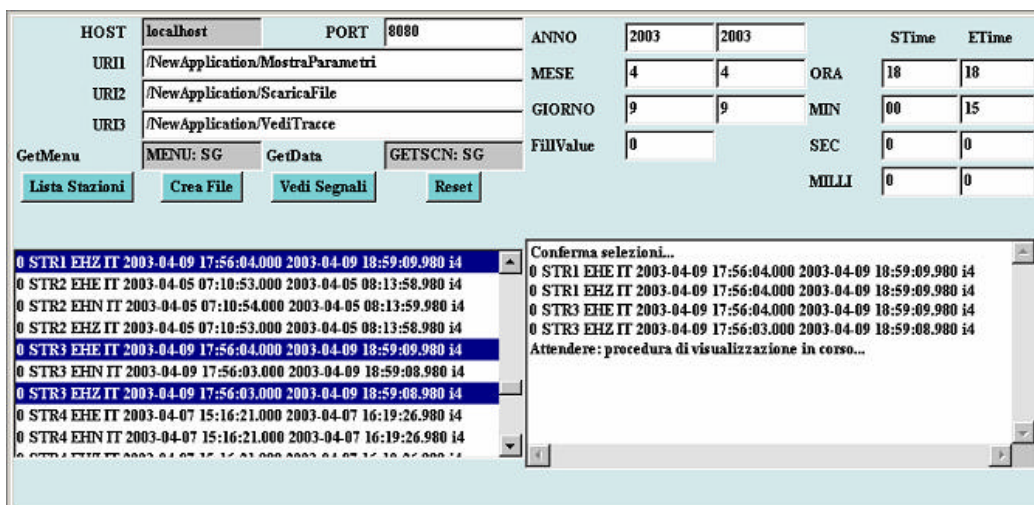 HOST localhost PORT 8080
URI1 /NewApplication/MostraParametri
URI2 /NewApplication/ScaricaFile
URI3 /NewApplication/VediTracce
GetMenu MENU: SG GetData GETSCN: SG
Lista Stazioni Crea File Vedi Segnali Reset
ANNO 2003 2003 STime ETime
MESE 4 4 ORA 18 18
GIORNO 9 9 MIN 00 15
FillValue 0 SEC 0 0
MILLI 0 0
0 STR1 EHZ IT 2003-04-09 17:56:04.000 2003-04-09 18:59:09.980 i4
0 STR2 EHE IT 2003-04-05 07:10:53.000 2003-04-05 08:13:58.980 i4
0 STR2 EHN IT 2003-04-05 07:10:54.000 2003-04-05 08:13:59.980 i4
0 STR2 EHZ IT 2003-04-05 07:10:53.000 2003-04-05 08:13:58.980 i4
0 STR3 EHE IT 2003-04-09 17:56:04.000 2003-04-09 18:59:09.980 i4
0 STR3 EHN IT 2003-04-09 17:56:03.000 2003-04-09 18:59:08.980 i4
0 STR3 EHZ IT 2003-04-09 17:56:03.000 2003-04-09 18:59:08.980 i4
0 STR4 EHE IT 2003-04-07 15:16:21.000 2003-04-07 16:19:26.980 i4
0 STR4 EHN IT 2003-04-07 15:16:21.000 2003-04-07 16:19:26.980 i4
Conferma selezioni...
0 STR1 EHE IT 2003-04-09 17:56:04.000 2003-04-09 18:59:09.980 i4
0 STR1 EHZ IT 2003-04-09 17:56:04.000 2003-04-09 18:59:09.980 i4
0 STR3 EHE IT 2003-04-09 17:56:04.000 2003-04-09 18:59:09.980 i4
0 STR3 EHZ IT 2003-04-09 17:56:03.000 2003-04-09 18:59:08.980 i4
Attendere: procedura di visualizzazione in corso...